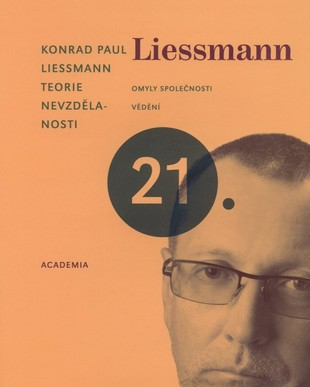 KONRAD PAUL
LIESSMANN
TEORIE
NEVZDĚLA-
NOSTI
Liessmann
OMYLY SPOLEČNOSTI
VĚDĚNÍ
21.
ACADEMIA